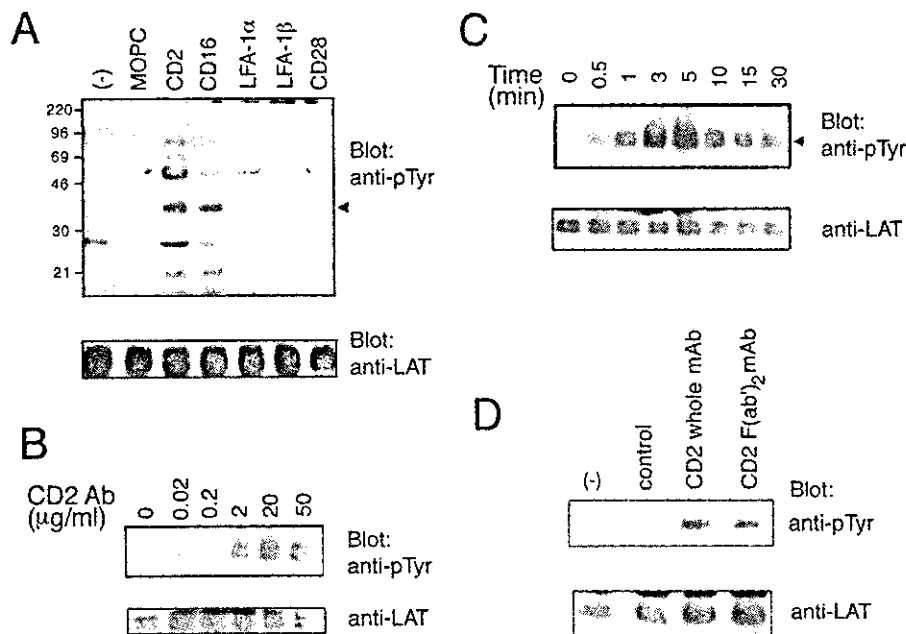 A
(-)
MOPC
CD2
CD16
LFA-1α
LFA-1β
CD28
220
96
69
46
30
21
Blot:
anti-pTyr
Blot:
anti-LAT
B
CD2 Ab
(μg/ml)
0
0.02
0.2
2
20
50
Blot:
anti-pTyr
anti-LAT
C
Time
(min)
0
0.5
1
3
5
10
15
30
Blot:
anti-pTyr
anti-LAT
D
(-)
control
CD2 whole mAb
CD2 F(ab')₂ mAb
Blot:
anti-pTyr
anti-LAT